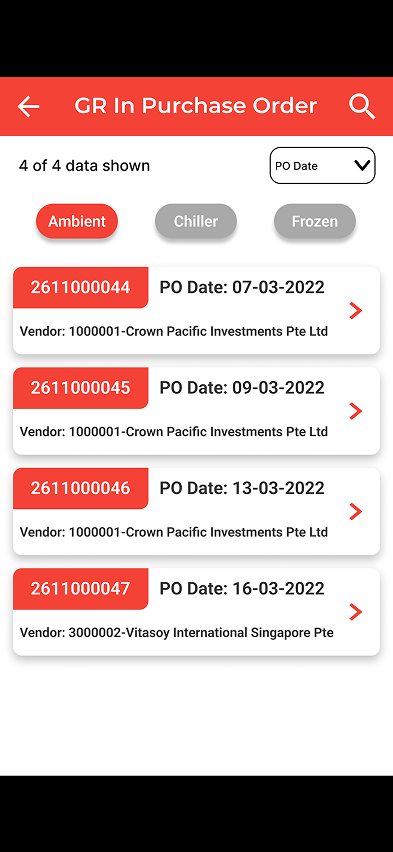 GR In Purchase Order
4 of 4 data shown
PO Date
Ambient
Chiller
Frozen
2611000044
PO Date: 07-03-2022
Vendor: 1000001-Crown Pacific Investments Pte Ltd
2611000045
PO Date: 09-03-2022
Vendor: 1000001-Crown Pacific Investments Pte Ltd
2611000046
PO Date: 13-03-2022
Vendor: 1000001-Crown Pacific Investments Pte Ltd
2611000047
PO Date: 16-03-2022
Vendor: 3000002-Vitasoy International Singapore Pte